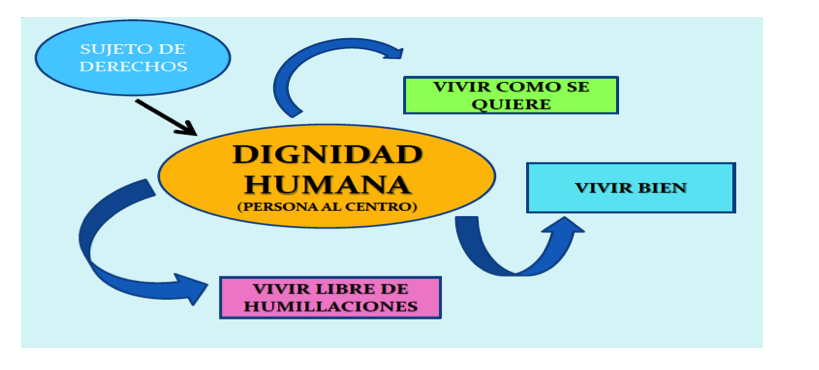 SUJETO DE
DERECHOS
VIVIR COMO SE
QUIERE
DIGNIDAD
HUMANA
(PERSONA AL CENTRO)
VIVIR BIEN
VIVIR LIBRE DE
HUMILLACIONES